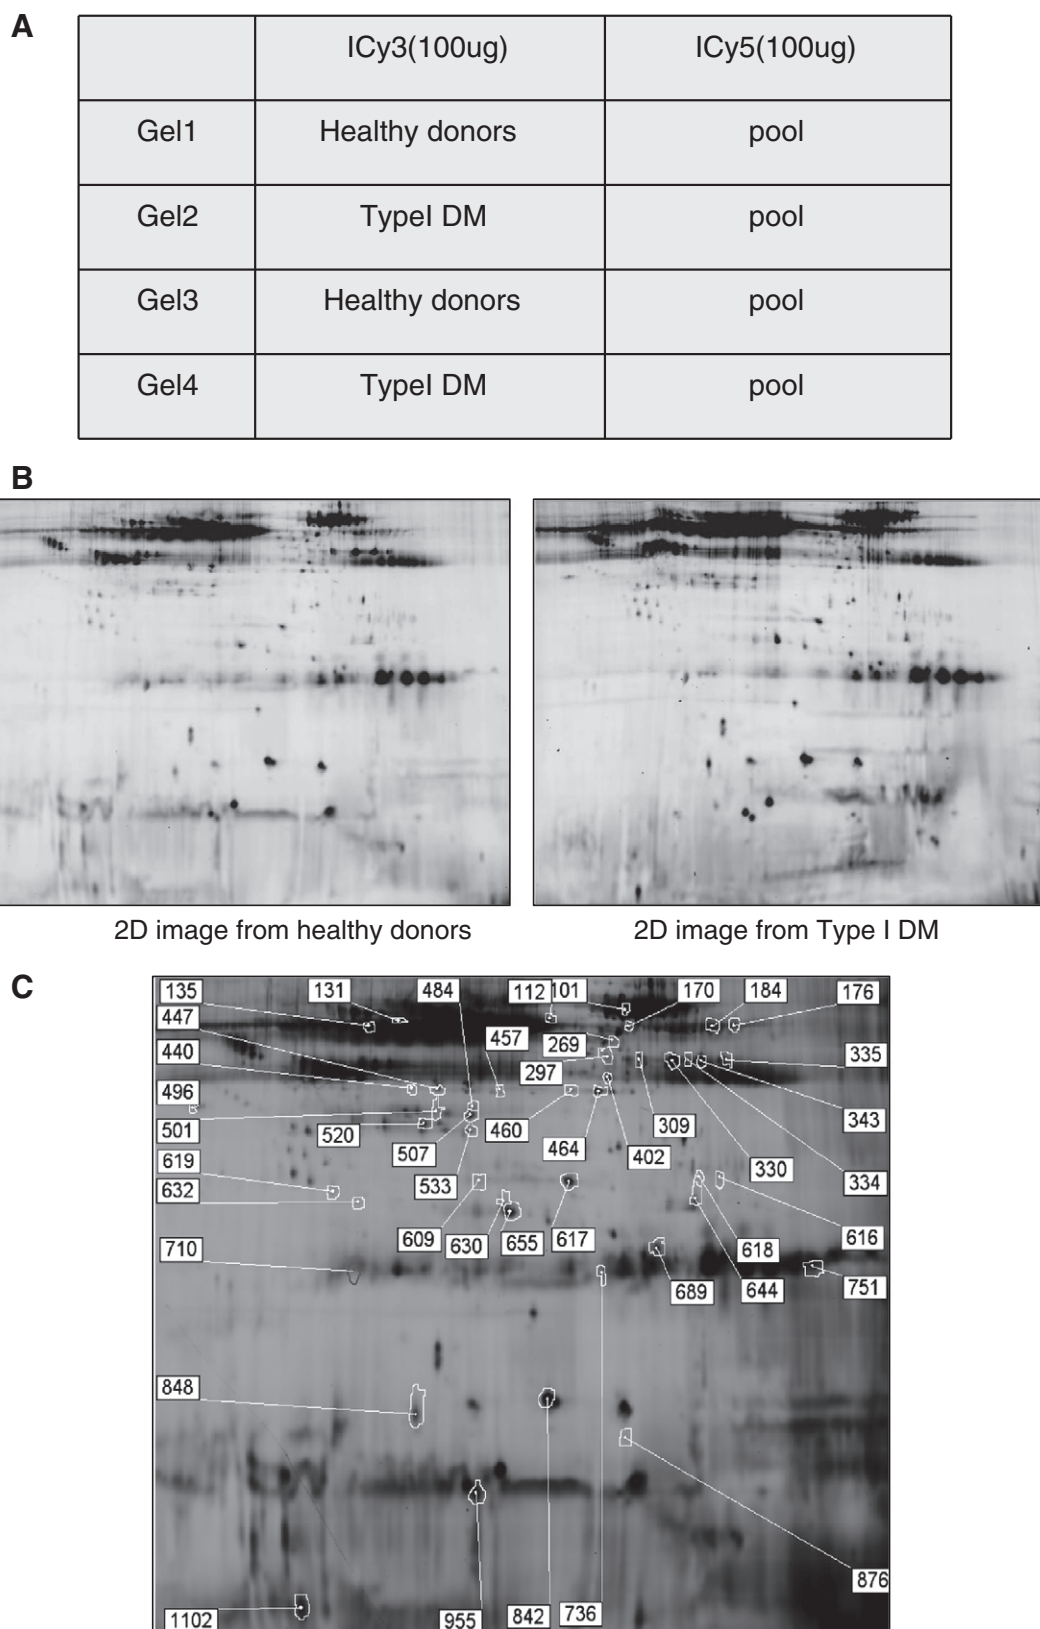 A
ICy3(100ug) ICy5(100ug)
Gel1 Healthy donors pool
Gel2 TypeI DM pool
Gel3 Healthy donors pool
Gel4 TypeI DM pool
B
2D image from healthy donors 2D image from Type I DM
C
135 131 484 112 101 170 184 176
447
457 269
440 297 335
496
501 520 460 309 343
507 464 402
619 533 330 334
632
609 630 655 617 618 616
710 689 644 751
848
876
1102 955 842 736